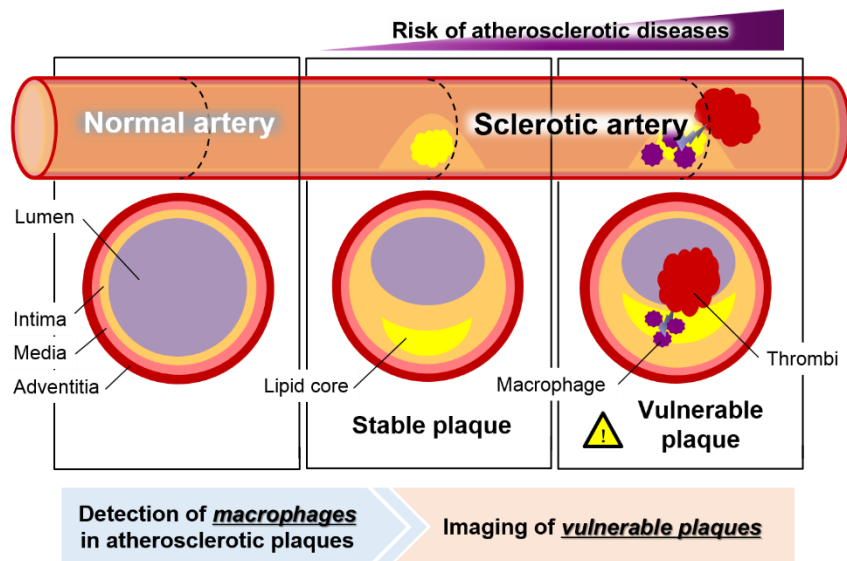 Risk of atherosclerotic diseases
Normal artery
Sclerotic artery
Lumen
Intima
Media
Adventitia
Lipid core
Macrophage
Thrombi
Stable plaque
!
Vulnerable
plaque
Detection of macrophages
in atherosclerotic plaques
Imaging of vulnerable plaques